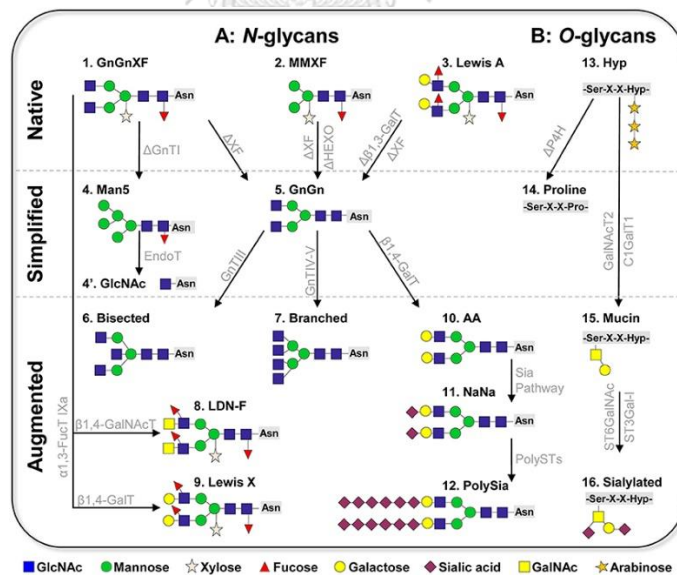 A: N-glycans
B: O-glycans
Native
Simplified
Augmented
1. GnGnXF
Asn
2. MMXF
Asn
3. Lewis A
Asn
13. Hyp
-Ser-X-X-Hyp-
ΔGnTI
ΔXF
ΔXF
ΔHEXO
Δβ1,3-GalT
ΔXF
ΔP4H
GalNAcT2
C1GalT1
4. Man5
Asn
5. GnGn
Asn
14. Proline
-Ser-X-X-Pro-
EndoT
4'. GlcNAc
Asn
GnTIII
GnTIV-V
β1,4-GalT
6. Bisected
Asn
7. Branched
Asn
10. AA
Asn
15. Mucin
-Ser-X-X-Hyp-
Sia
Pathway
α1,3-FucT IXa
β1,4-GalNAcT
8. LDN-F
Asn
11. NaNa
Asn
ST6GalNAc
ST3Gal-I
PolySTs
β1,4-GalT
9. Lewis X
Asn
12. PolySia
Asn
16. Sialylated
-Ser-X-X-Hyp-
GlcNAc
Mannose
Xylose
Fucose
Galactose
Sialic acid
GalNAc
Arabinose